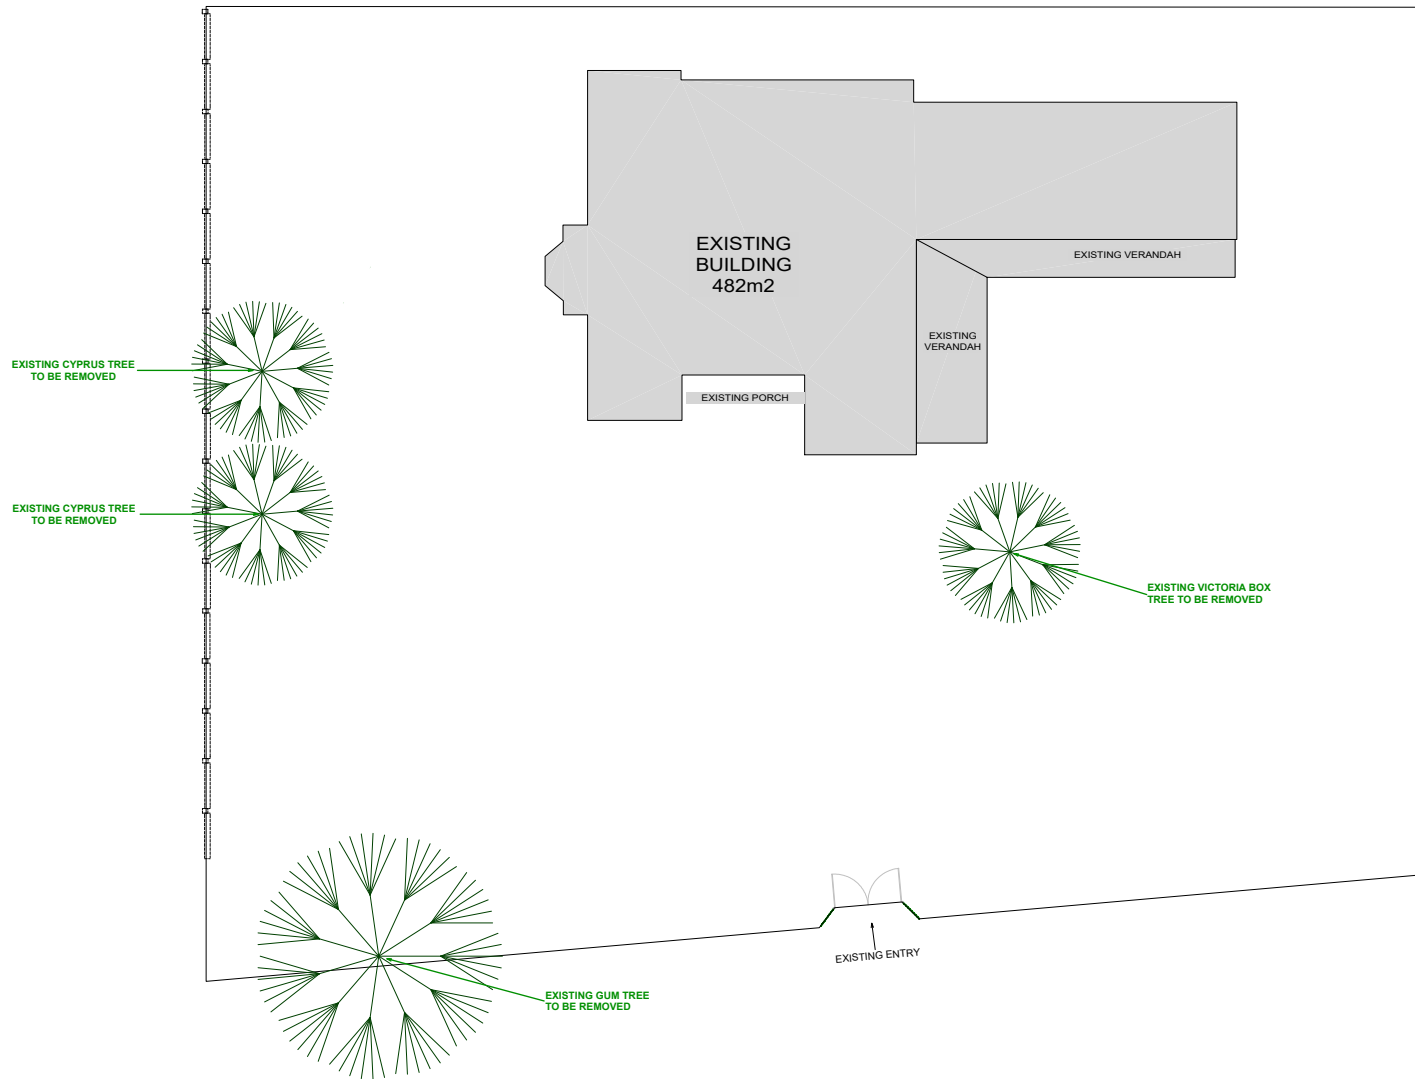 EXISTING
BUILDING
482m2
EXISTING VERANDAH
EXISTING
VERANDAH
EXISTING CYPRUS TREE
TO BE REMOVED
EXISTING PORCH
EXISTING CYPRUS TREE
TO BE REMOVED
EXISTING VICTORIA BOX
TREE TO BE REMOVED
EXISTING ENTRY
EXISTING GUM TREE
TO BE REMOVED